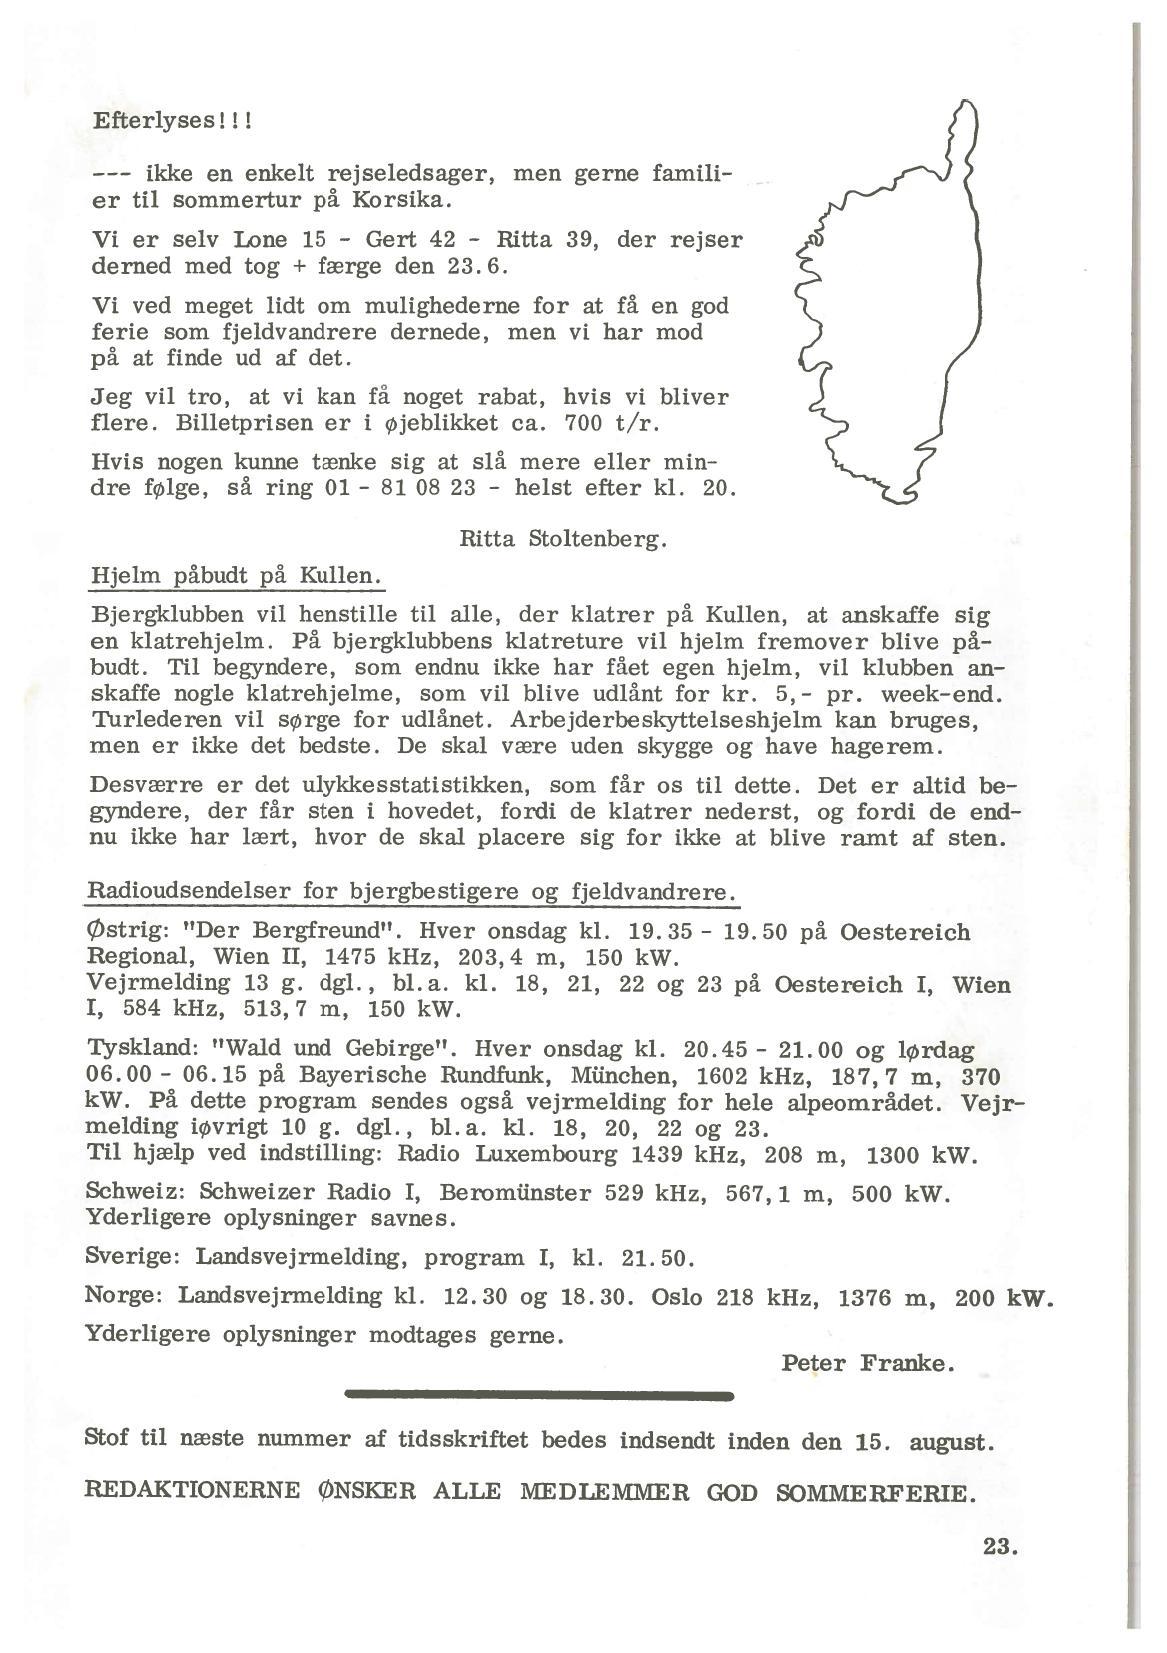 Efterlyses!!!
--- ikke en enkelt rejseledsager, men gerne famili-
er til sommertur på Korsika.
Vi er selv Lone 15 - Gert 42 - Ritta 39, der rejser
derned med tog + færge den 23.6.
Vi ved meget lidt om mulighederne for at få en god
ferie som fjeldvandrere dernede, men vi har mod
på at finde ud af det.
Jeg vil tro, at vi kan få noget rabat, hvis vi bliver
flere. Billetprisen er i øjeblikket ca. 700 t/r.
Hvis nogen kunne tænke sig at slå mere eller min-
dre følge, så ring 01 - 81 08 23 - helst efter kl. 20.
Ritta Stoltenberg.
Hjelm påbudt på Kullen.
Bjergklubben vil henstille til alle, der klatrer på Kullen, at anskaffe sig
en klatrehjelm. På bjergklubbens klatreture vil hjelm fremover blive på-
budt. Til begyndere, som endnu ikke har fået egen hjelm, vil klubben an-
skaffe nogle klatrehjelme, som vil blive udlånt for kr. 5,- pr. week-end.
Turlederen vil sørge for udlånet. Arbejderbeskyttelseshjelm kan bruges,
men er ikke det bedste. De skal være uden skygge og have hagerem.
Desværre er det ulykkesstatistikken, som får os til dette. Det er altid be-
gyndere, der får sten i hovedet, fordi de klatrer nederst, og fordi de end-
nu ikke har lært, hvor de skal placere sig for ikke at blive ramt af sten.
Radioudsendelser for bjergbestigere og fjeldvandrere.
Østrig: "Der Bergfreund". Hver onsdag kl. 19.35 - 19.50 på Oestereich
Regional, Wien II, 1475 kHz, 203,4 m, 150 kW.
Vejrmelding 13 g. dgl., bl.a. kl. 18, 21, 22 og 23 på Oestereich I, Wien
I, 584 kHz, 513,7 m, 150 kW.
Tyskland: "Wald und Gebirge". Hver onsdag kl. 20.45 - 21.00 og lørdag
06.00 - 06.15 på Bayerische Rundfunk, München, 1602 kHz, 187,7 m, 370
kW. På dette program sendes også vejrmelding for hele alpeområdet. Vejr-
melding iøvrigt 10 g. dgl., bl.a. kl. 18, 20, 22 og 23.
Til hjælp ved indstilling: Radio Luxembourg 1439 kHz, 208 m, 1300 kW.
Schweiz: Schweizer Radio I, Beromünster 529 kHz, 567,1 m, 500 kW.
Yderligere oplysninger savnes.
Sverige: Landsvejrmelding, program I, kl. 21.50.
Norge: Landsvejrmelding kl. 12.30 og 18.30. Oslo 218 kHz, 1376 m, 200 kW.
Yderligere oplysninger modtages gerne.
Peter Franke.
Stof til næste nummer af tidsskriftet bedes indsendt inden den 15. august.
REDAKTIONERNE ØNSKER ALLE MEDLEMMER GOD SOMMERFERIE.
23.